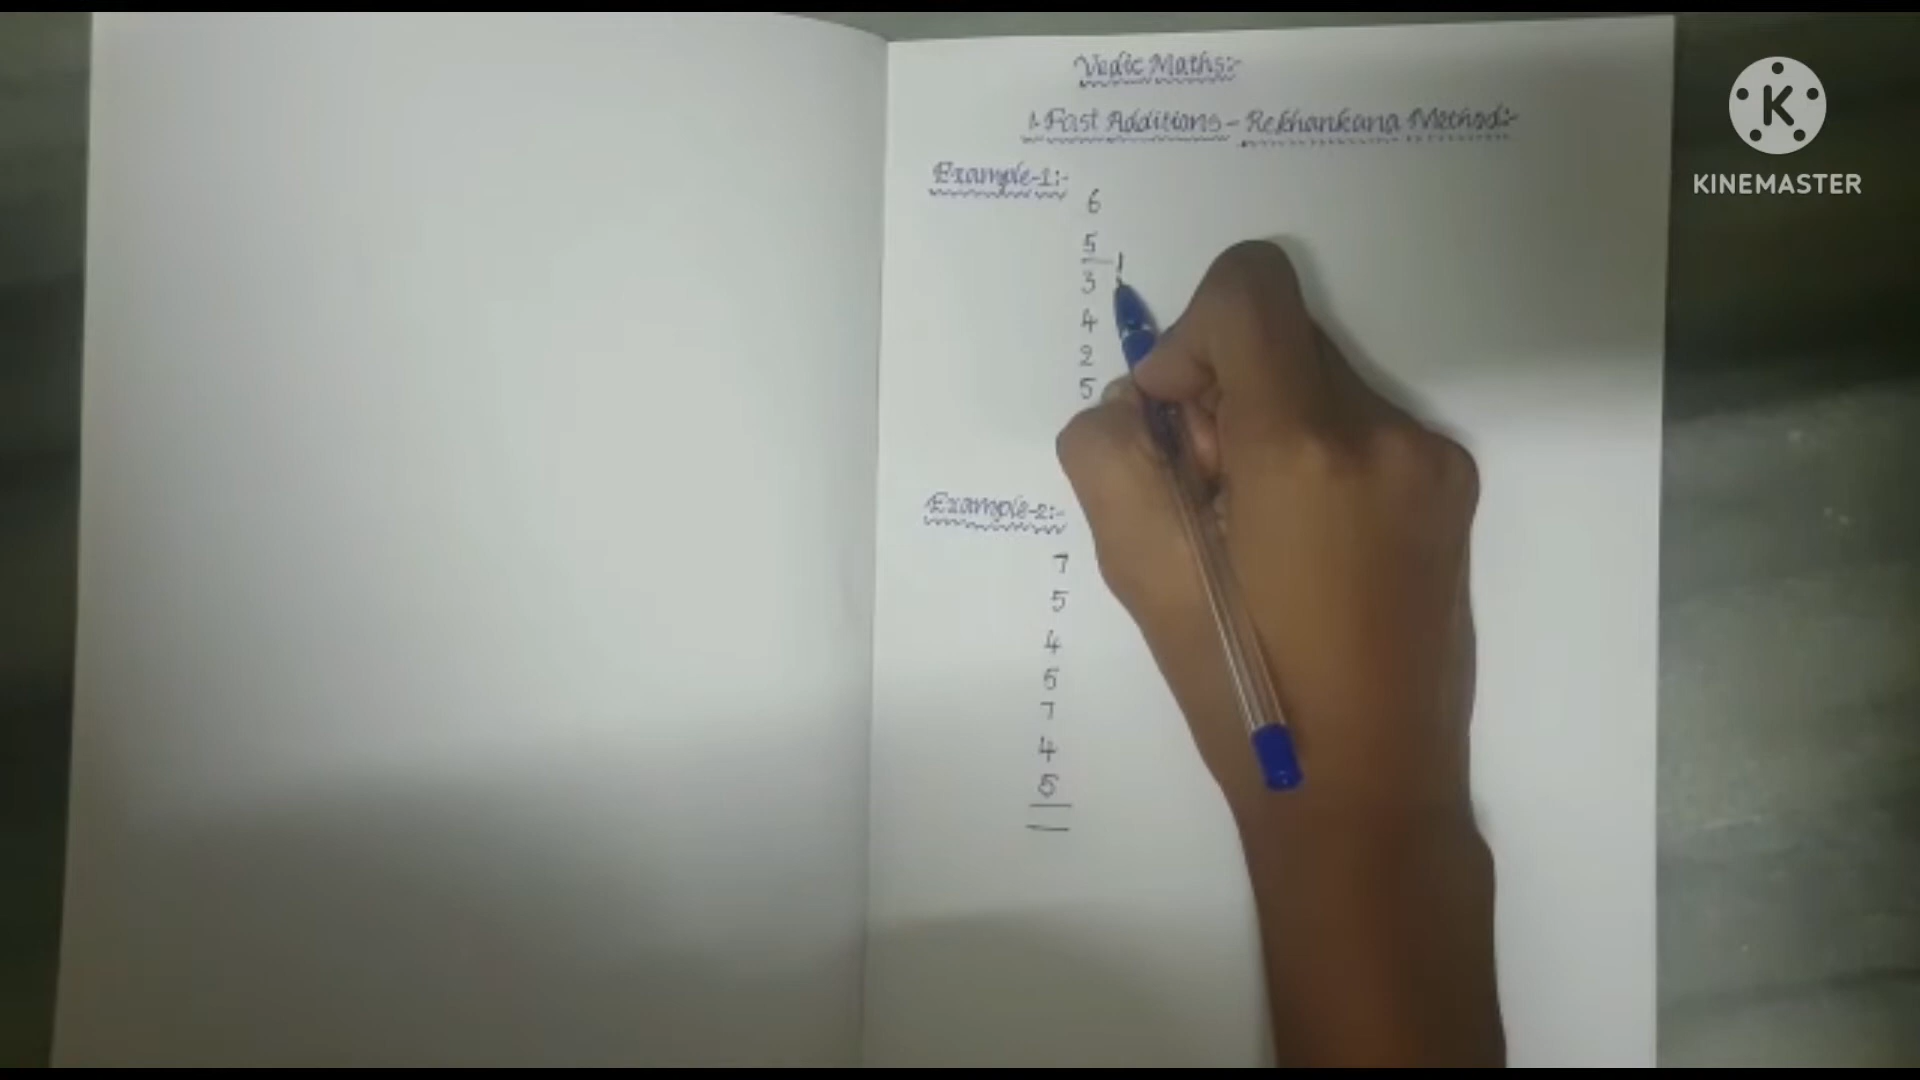 Vedic Maths:-
1. Fast Additions - Rekhankana Method:-
Example-1:-
6
5
1
3
4
2
5
Example-2:-
7
5
4
5
7
4
5
K
KINEMASTER